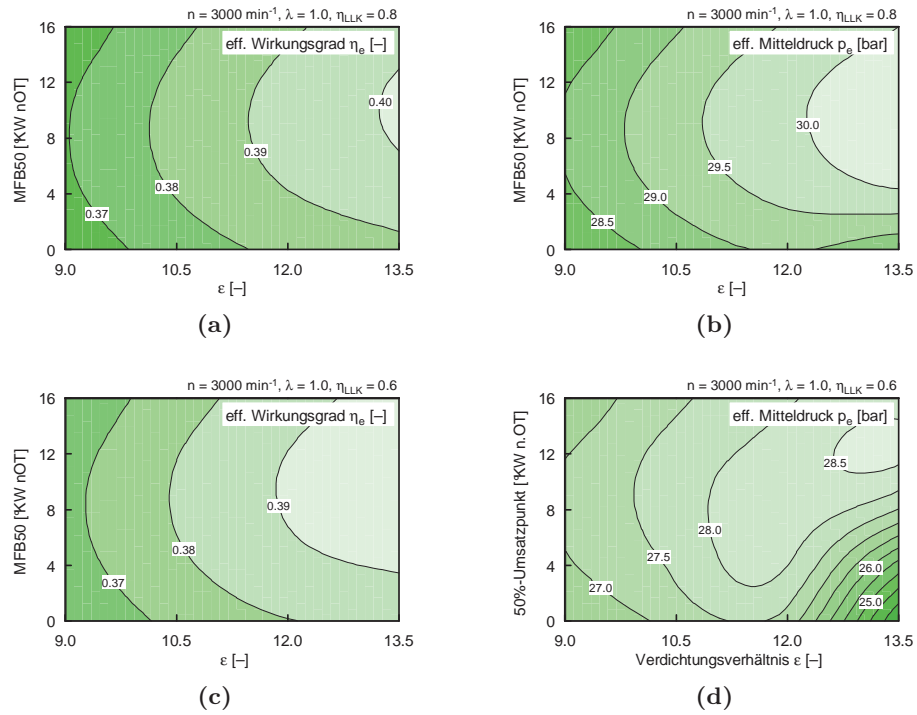 n = 3000 min⁻¹, λ = 1.0, η_LLK = 0.8
eff. Wirkungsgrad η_e [–]
MFB50 [°KW nOT]
16
12
8
4
0
0.40
0.39
0.38
0.37
9.0 10.5 12.0 13.5
ε [–]
(a)
n = 3000 min⁻¹, λ = 1.0, η_LLK = 0.8
eff. Mitteldruck p_e [bar]
MFB50 [°KW nOT]
16
12
8
4
0
30.0
29.5
29.0
28.5
9.0 10.5 12.0 13.5
ε [–]
(b)
n = 3000 min⁻¹, λ = 1.0, η_LLK = 0.6
eff. Wirkungsgrad η_e [–]
MFB50 [°KW nOT]
16
12
8
4
0
0.39
0.38
0.37
9.0 10.5 12.0 13.5
ε [–]
(c)
n = 3000 min⁻¹, λ = 1.0, η_LLK = 0.6
eff. Mitteldruck p_e [bar]
50%-Umsatzpunkt [°KW n.OT]
16
12
8
4
0
28.5
28.0
27.5
27.0
26.0
25.0
9.0 10.5 12.0 13.5
Verdichtungsverhältnis ε [–]
(d)